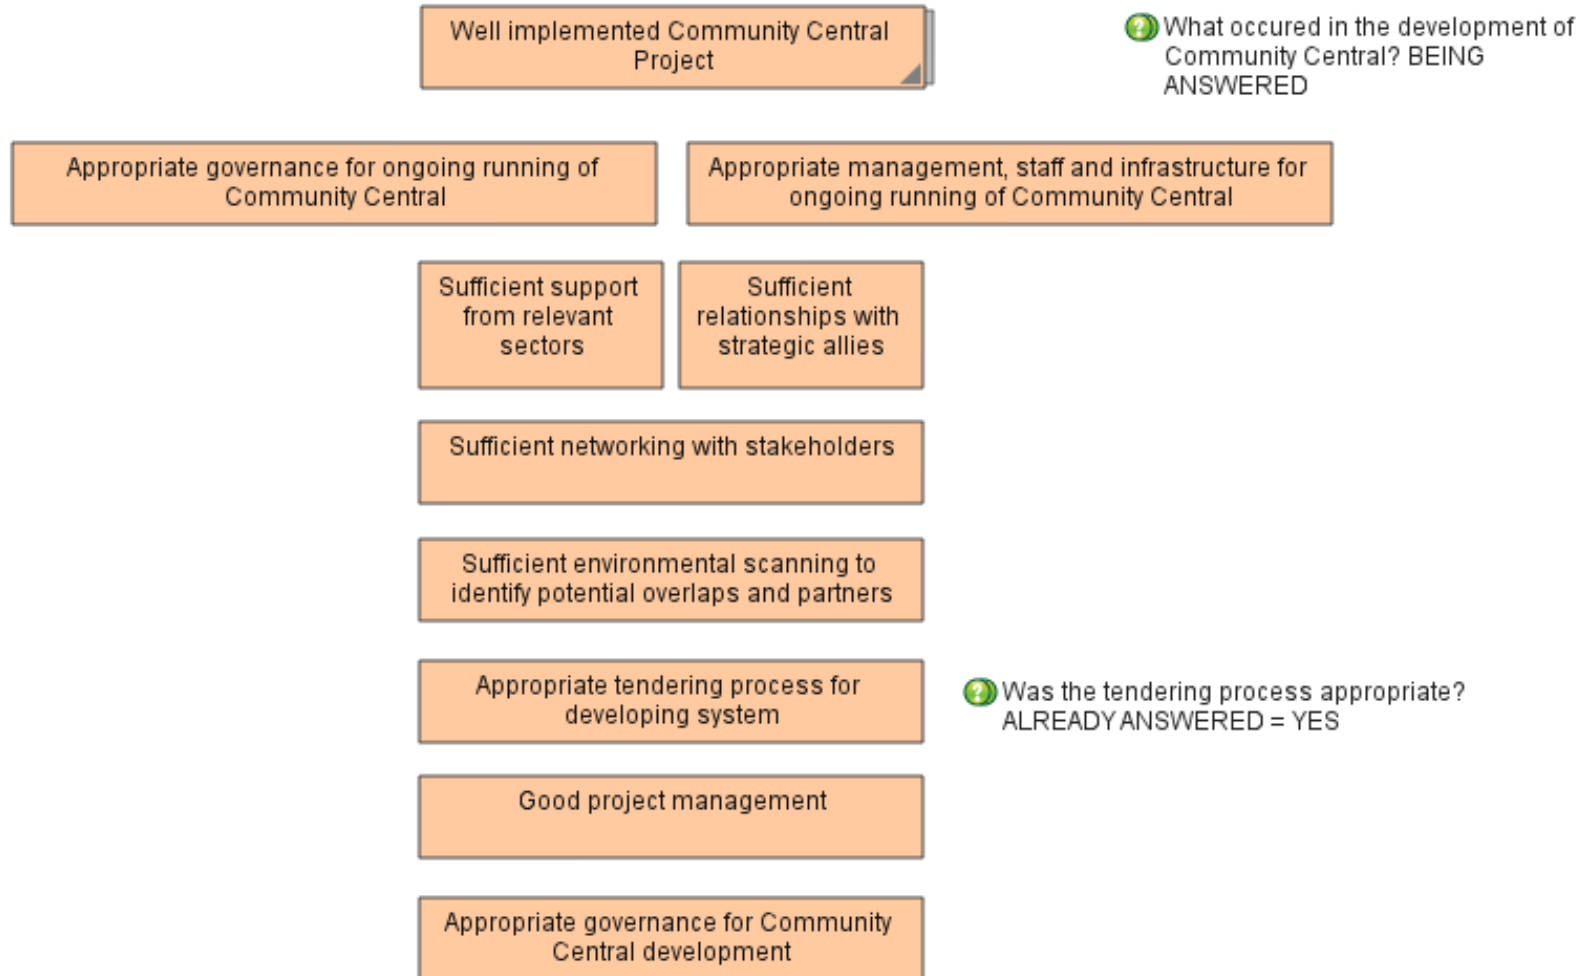 Well implemented Community Central
Project
What occured in the development of
Community Central? BEING
ANSWERED
Appropriate governance for ongoing running of
Community Central
Appropriate management, staff and infrastructure for
ongoing running of Community Central
Sufficient support
from relevant
sectors
Sufficient
relationships with
strategic allies
Sufficient networking with stakeholders
Sufficient environmental scanning to
identify potential overlaps and partners
Appropriate tendering process for
developing system
Was the tendering process appropriate?
ALREADY ANSWERED = YES
Good project management
Appropriate governance for Community
Central development